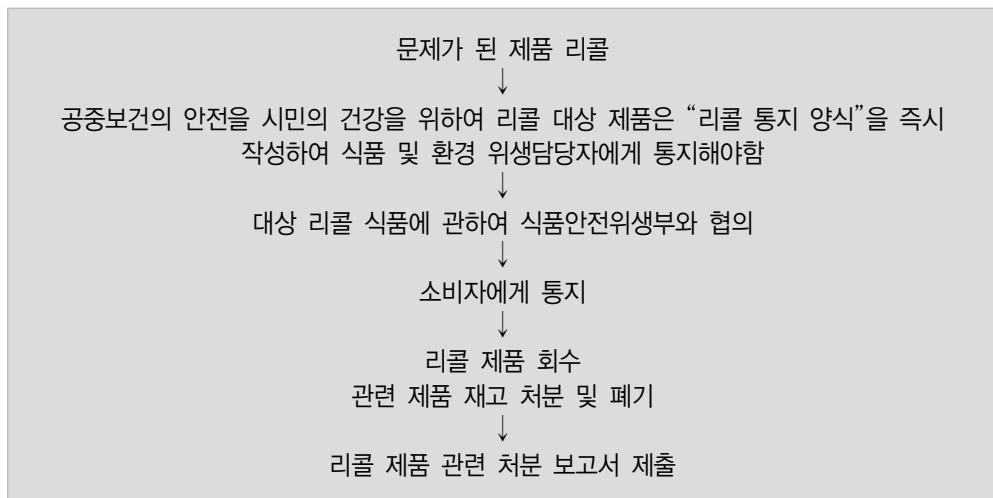 문제가 된 제품 리콜
↓
공중보건의 안전을 시민의 건강을 위하여 리콜 대상 제품은 “리콜 통지 양식”을 즉시
작성하여 식품 및 환경 위생담당자에게 통지해야함
↓
대상 리콜 식품에 관하여 식품안전위생부와 협의
↓
소비자에게 통지
↓
리콜 제품 회수
관련 제품 재고 처분 및 폐기
↓
리콜 제품 관련 처분 보고서 제출